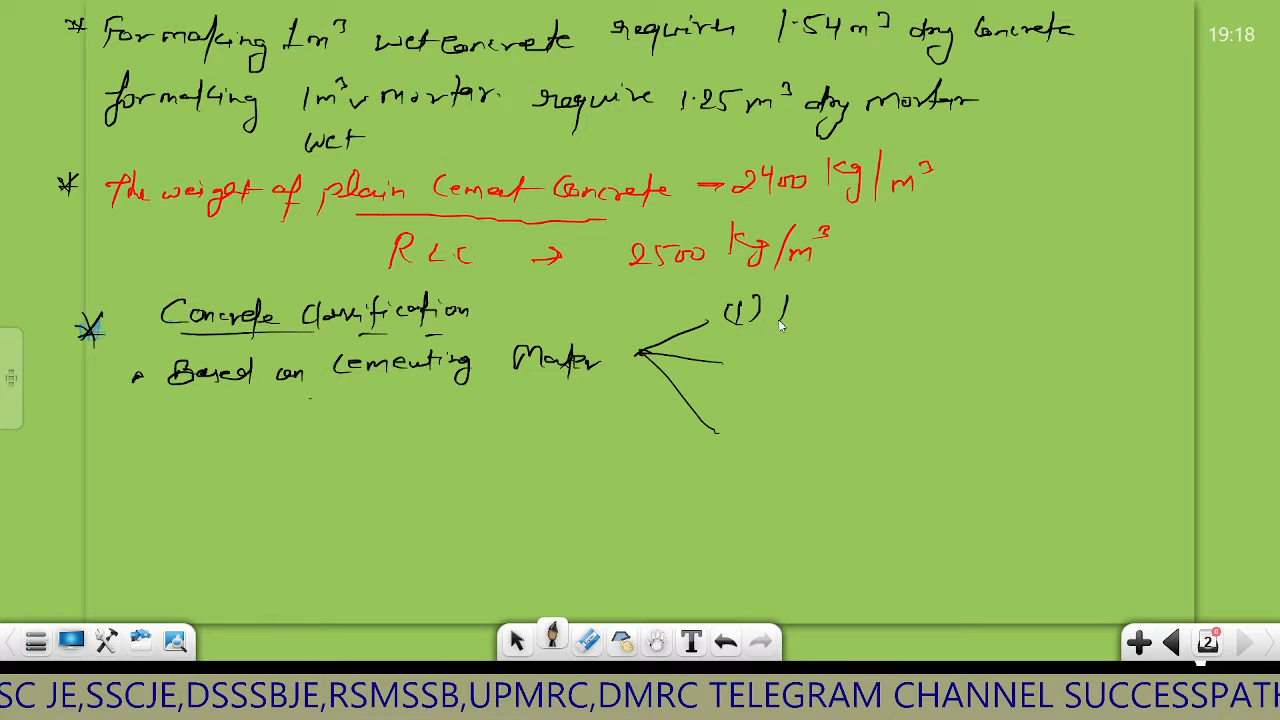 * For making 1m³ wet concrete requires 1.54 m³ dry concrete
19:18
for making 1m³ v mortar. require 1.25 m³ dry mortar
wet
* The weight of plain cement concrete → 2400 kg/m³
RCC → 2500 kg/m³
* Concrete classification
(1)
• Based on cementing Mater
T
2
SC JE,SSCJE,DSSSBJE,RSMSSB,UPMRC,DMRC TELEGRAM CHANNEL SUCCESSPATH